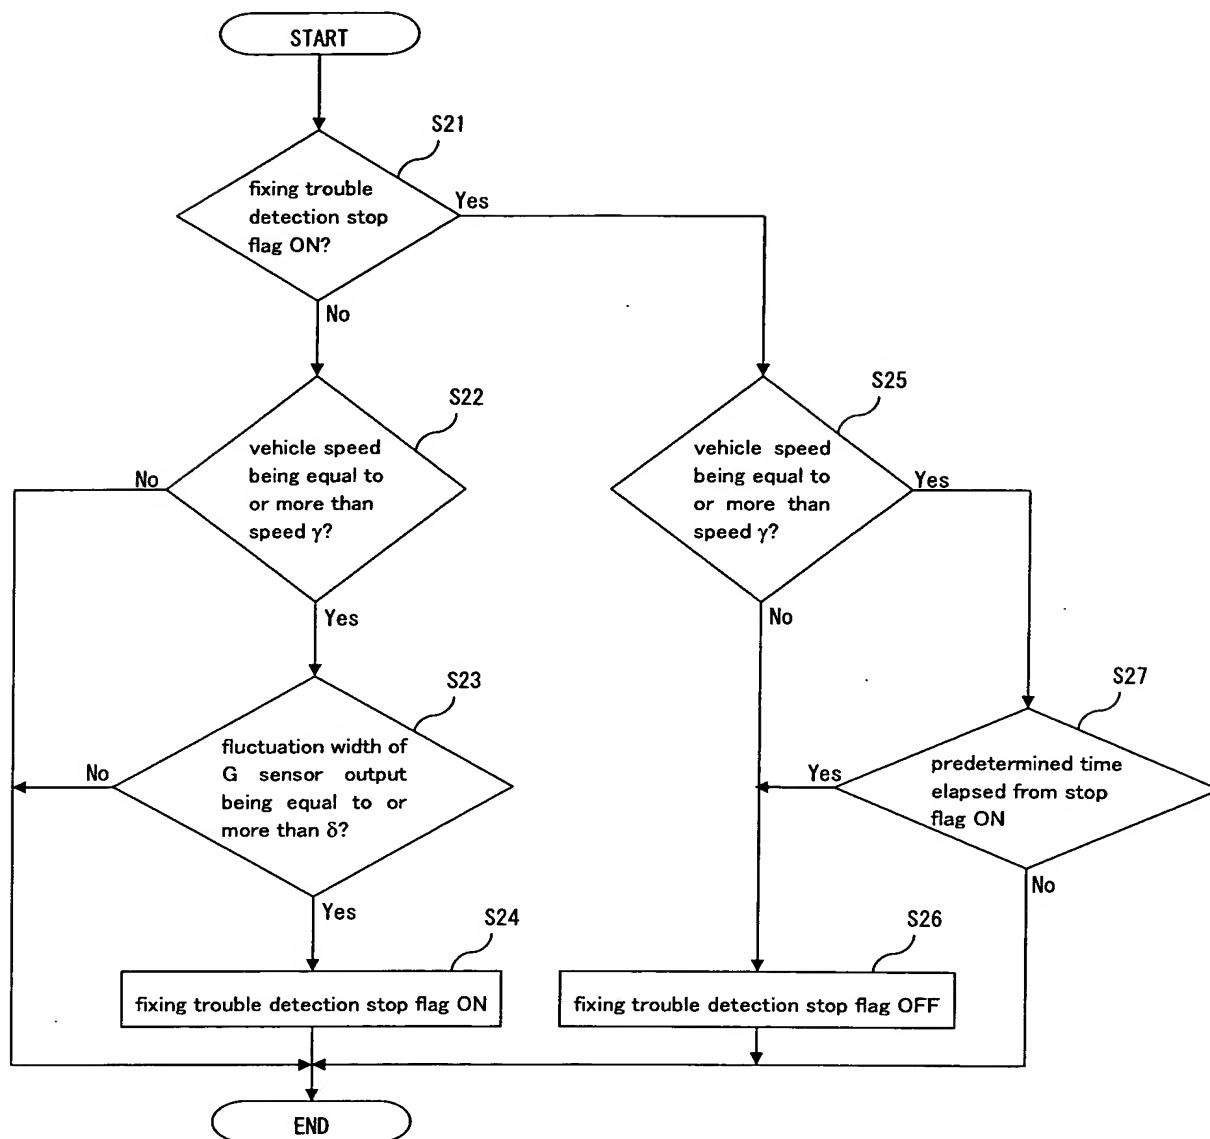 START
S21
fixing trouble
detection stop
flag ON?
Yes
No
S22
vehicle speed
being equal to
or more than
speed γ?
No
Yes
S25
vehicle speed
being equal to
or more than
speed γ?
Yes
No
S23
fluctuation width of
G sensor output
being equal to or
more than δ?
No
Yes
S27
predetermined time
elapsed from stop
flag ON
Yes
No
S24
fixing trouble detection stop flag ON
S26
fixing trouble detection stop flag OFF
END